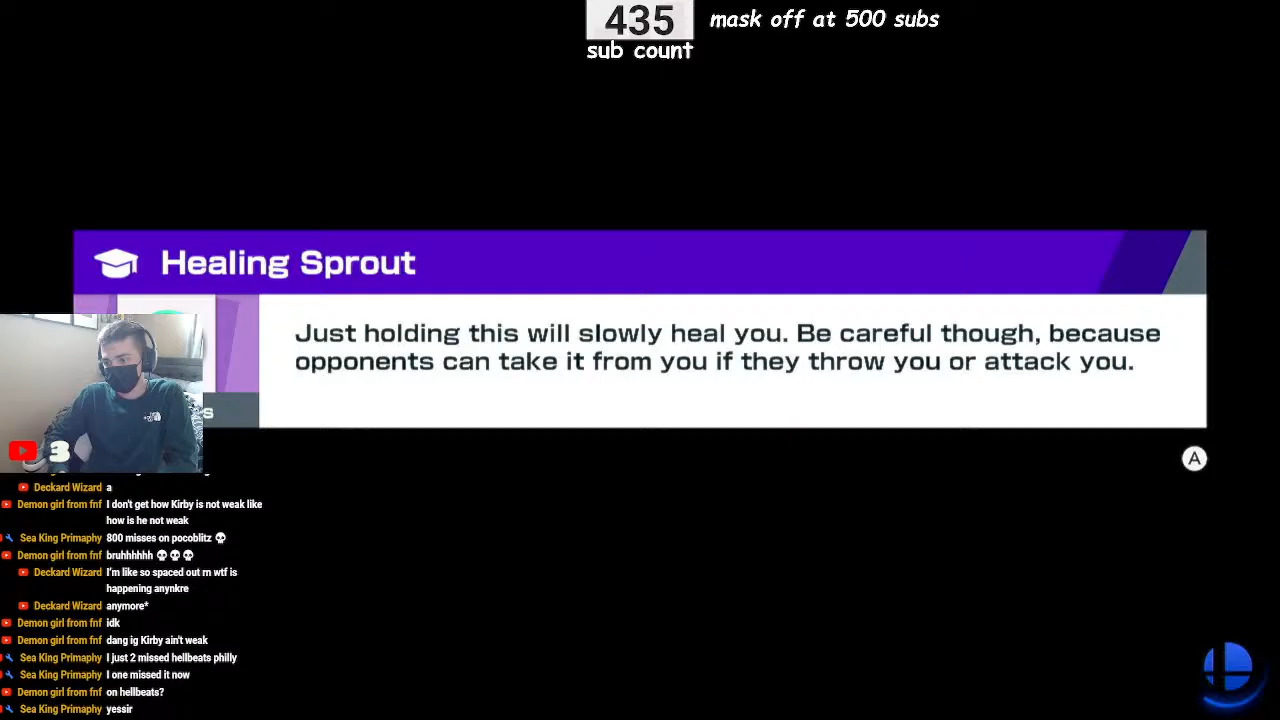 435
mask off at 500 subs
sub count
Healing Sprout
Just holding this will slowly heal you. Be careful though, because
opponents can take it from you if they throw you or attack you.
s
3
A
Deckard Wizard a
Demon girl from fnf I don't get how Kirby is not weak like
how is he not weak
Sea King Primaphy 800 misses on pocoblitz 💀
Demon girl from fnf bruhhhhhh 💀💀💀
Deckard Wizard I'm like so spaced out rn wtf is
happening anynkre
Deckard Wizard anymore*
Demon girl from fnf idk
Demon girl from fnf dang ig Kirby ain't weak
Sea King Primaphy I just 2 missed hellbeats philly
Sea King Primaphy I one missed it now
Demon girl from fnf on hellbeats?
Sea King Primaphy yessir